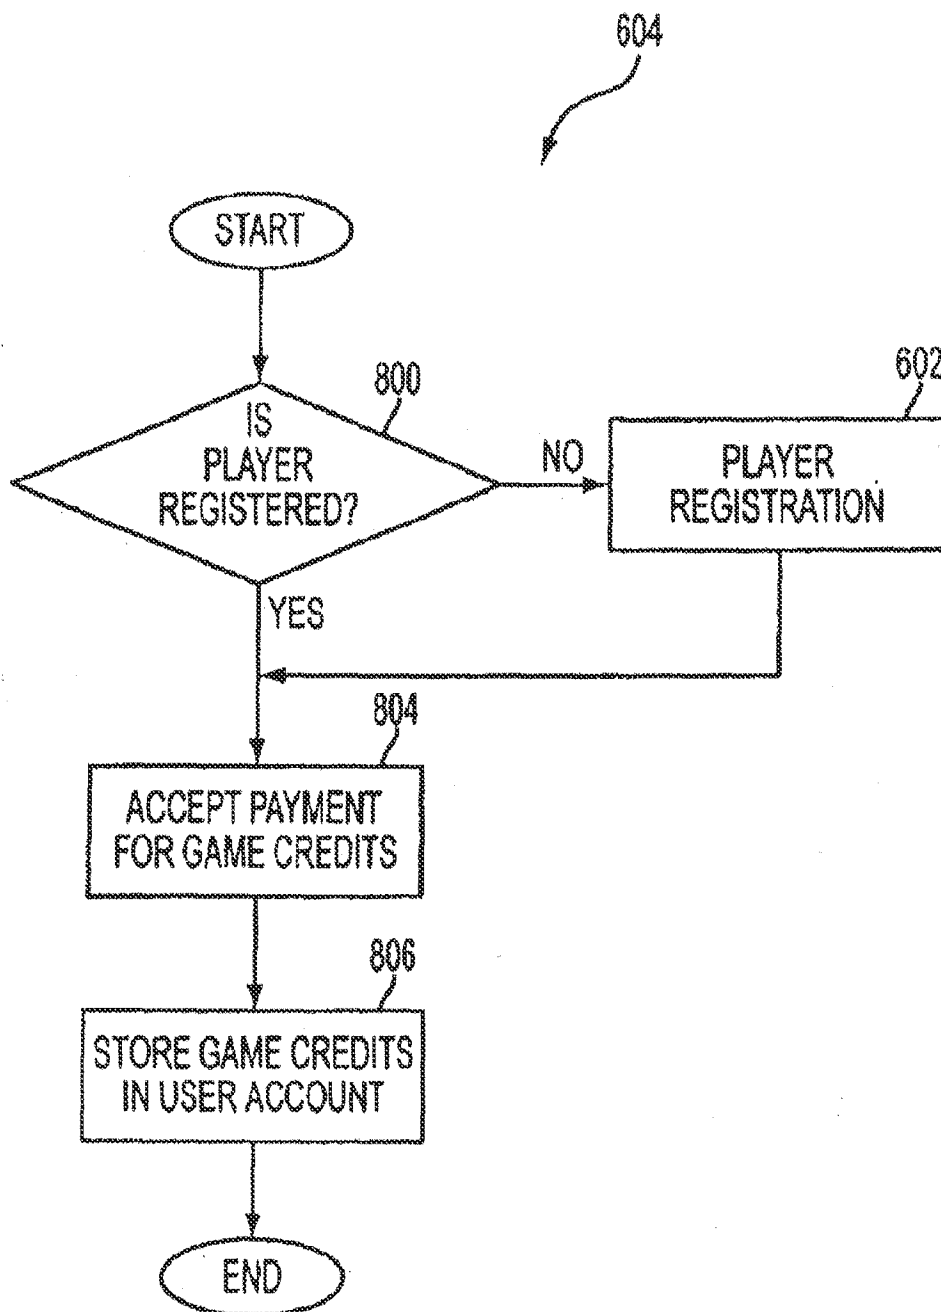 604
START
800
IS
PLAYER
REGISTERED?
NO
602
PLAYER
REGISTRATION
YES
804
ACCEPT PAYMENT
FOR GAME CREDITS
806
STORE GAME CREDITS
IN USER ACCOUNT
END